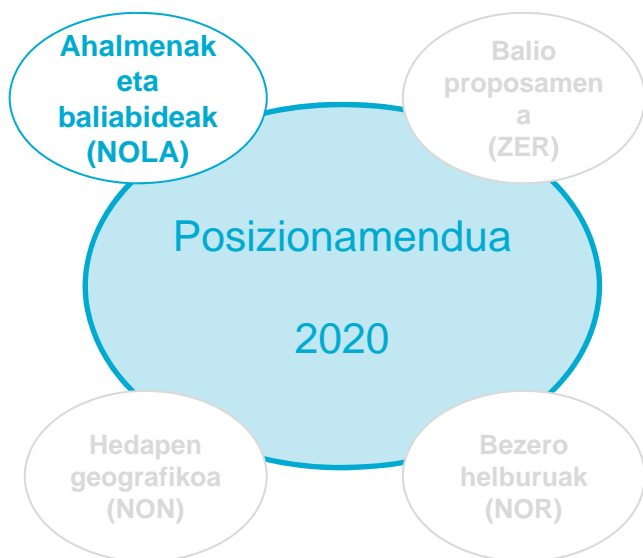 Ahalmenak
eta
baliabideak
(NOLA)
Balio
proposamen
a
(ZER)
Posizionamendua
2020
Hedapen
geografikoa
(NON)
Bezero
helburuak
(NOR)